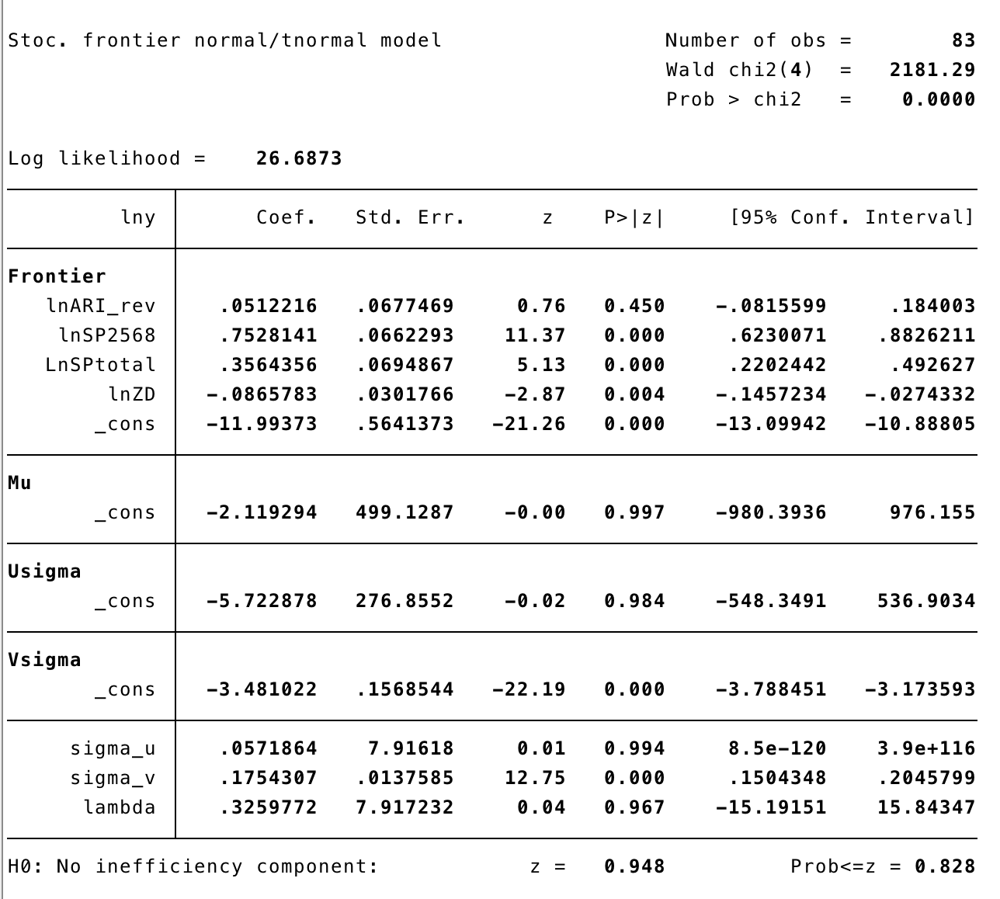 Stoc. frontier normal/tnormal model Number of obs = 83
Wald chi2(4) = 2181.29
Prob > chi2 = 0.0000
Log likelihood = 26.6873
lny Coef. Std. Err. z P>|z| [95% Conf. Interval]
Frontier
lnARI_rev .0512216 .0677469 0.76 0.450 -.0815599 .184003
lnSP2568 .7528141 .0662293 11.37 0.000 .6230071 .8826211
LnSPtotal .3564356 .0694867 5.13 0.000 .2202442 .492627
lnZD -.0865783 .0301766 -2.87 0.004 -.1457234 -.0274332
_cons -11.99373 .5641373 -21.26 0.000 -13.09942 -10.88805
Mu
_cons -2.119294 499.1287 -0.00 0.997 -980.3936 976.155
Usigma
_cons -5.722878 276.8552 -0.02 0.984 -548.3491 536.9034
Vsigma
_cons -3.481022 .1568544 -22.19 0.000 -3.788451 -3.173593
sigma_u .0571864 7.91618 0.01 0.994 8.5e-120 3.9e+116
sigma_v .1754307 .0137585 12.75 0.000 .1504348 .2045799
lambda .3259772 7.917232 0.04 0.967 -15.19151 15.84347
H0: No inefficiency component: z = 0.948 Prob<=z = 0.828